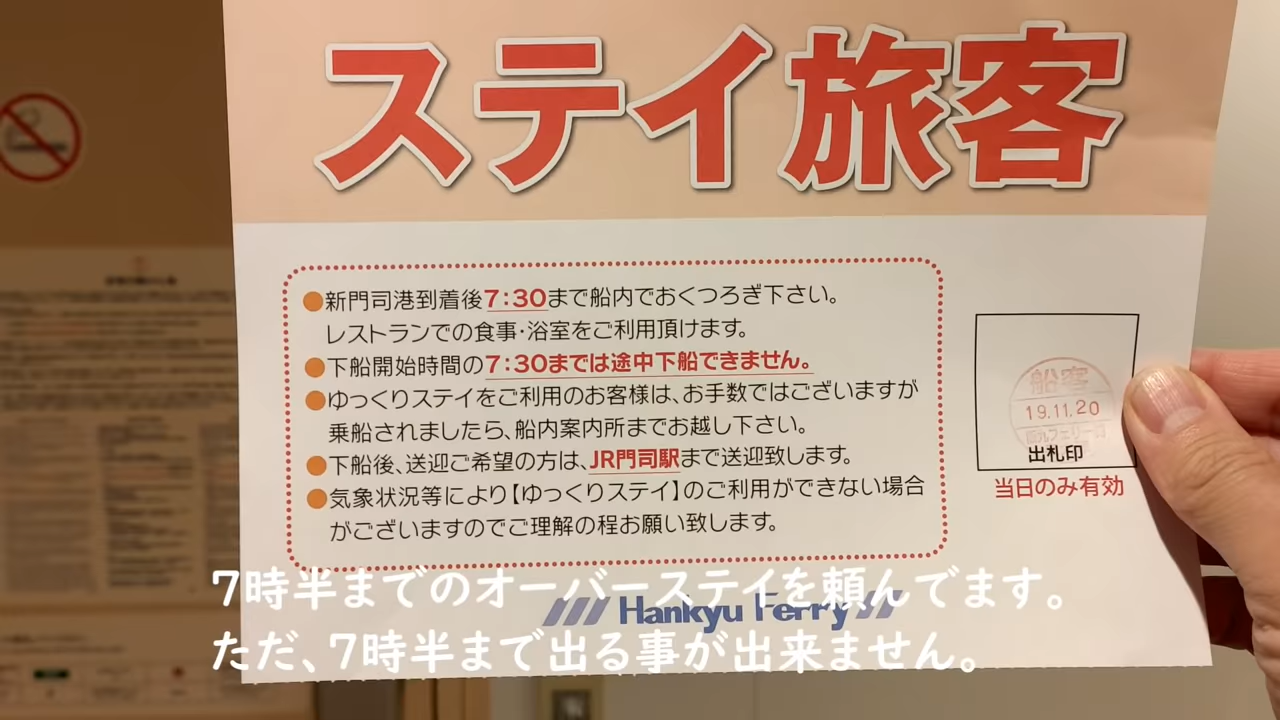 ステイ旅客
●新門司港到着後7:30まで船内でおくつろぎ下さい。
レストランでの食事・浴室をご利用頂けます。
●下船開始時間の7:30までは途中下船できません。
●ゆっくりステイをご利用のお客様は、お手数ではございますが
乗船されましたら、船内案内所までお越し下さい。
●下船後、送迎ご希望の方は、JR門司駅まで送迎致します。
●気象状況等により【ゆっくりステイ】のご利用ができない場合
がございますのでご理解の程お願い致します。
船客
19.11.20
出札印
当日のみ有効
Hankyu Ferry
7時半までのオーバーステイを頼んでます。
ただ、7時半まで出る事が出来ません。